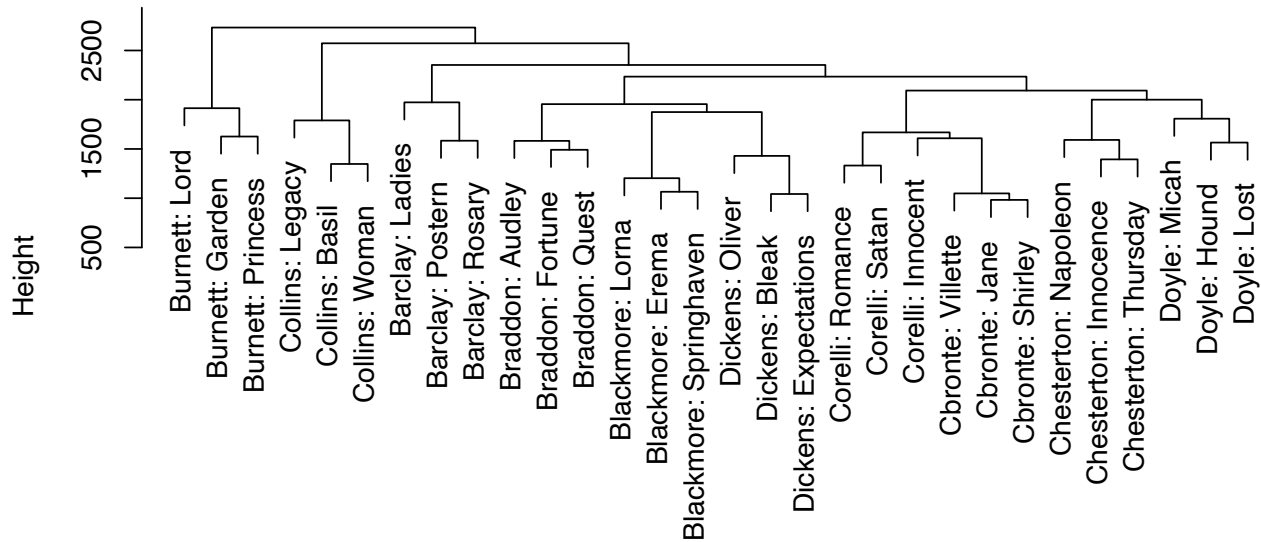 Height
2500
1500
500
Burnett: Lord
Burnett: Garden
Burnett: Princess
Collins: Legacy
Collins: Basil
Collins: Woman
Barclay: Ladies
Barclay: Postern
Barclay: Rosary
Braddon: Audley
Braddon: Fortune
Braddon: Quest
Blackmore: Lorna
Blackmore: Erema
Blackmore: Springhaven
Dickens: Oliver
Dickens: Bleak
Dickens: Expectations
Corelli: Romance
Corelli: Satan
Corelli: Innocent
Cbronte: Villette
Cbronte: Jane
Cbronte: Shirley
Chesterton: Napoleon
Chesterton: Innocence
Chesterton: Thursday
Doyle: Micah
Doyle: Hound
Doyle: Lost